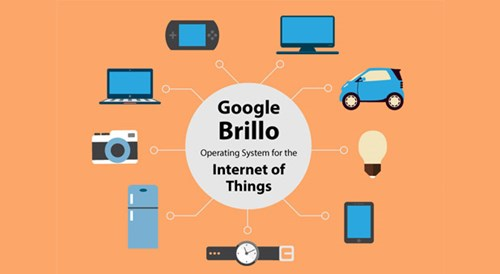 Google
Brillo
Operating System for the
Internet of
Things